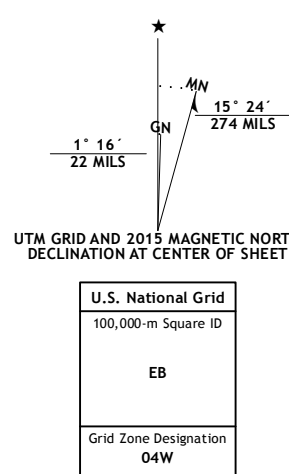 ★
MN
GN
15° 24´
274 MILS
1° 16´
22 MILS
UTM GRID AND 2015 MAGNETIC NORT
DECLINATION AT CENTER OF SHEET
U.S. National Grid
100,000-m Square ID
EB
Grid Zone Designation
04W